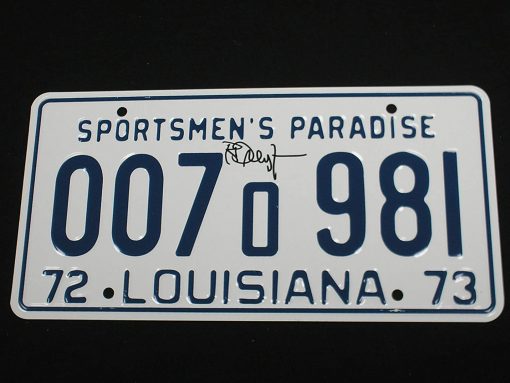 SPORTSMEN'S PARADISE
007 0 981
72 LOUISIANA 73